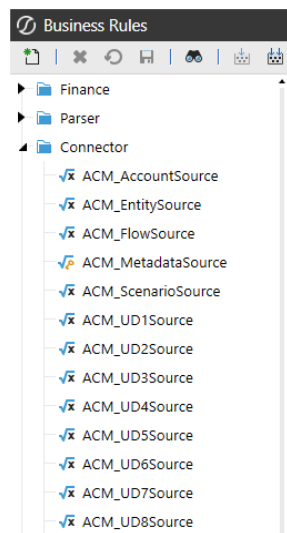 Business Rules
Finance
Parser
Connector
ACM_AccountSource
ACM_EntitySource
ACM_FlowSource
ACM_MetadataSource
ACM_ScenarioSource
ACM_UD1Source
ACM_UD2Source
ACM_UD3Source
ACM_UD4Source
ACM_UD5Source
ACM_UD6Source
ACM_UD7Source
ACM_UD8Source